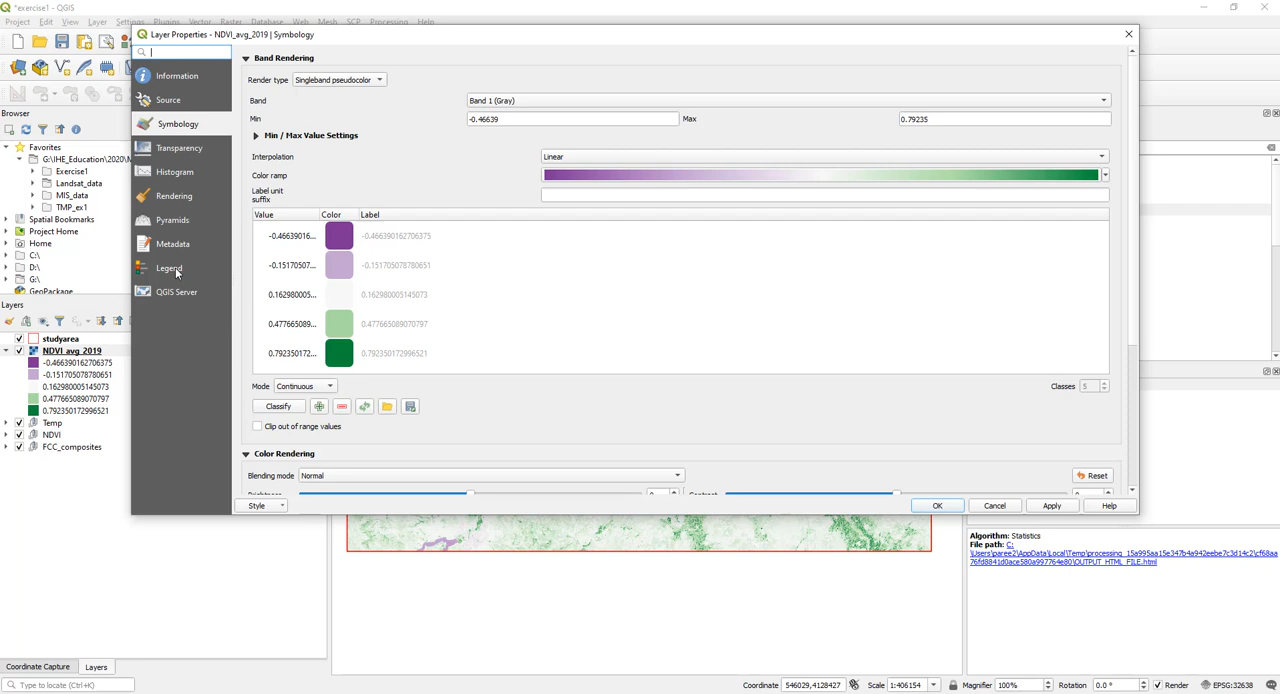 *exercise1 - QGIS
Project Edit View Layer Settings Plugins Vector Raster Database Web Mesh SCP Processing Help
Layer Properties - NDVI_avg_2019 | Symbology
Information
Source
Symbology
Transparency
Histogram
Rendering
Pyramids
Metadata
Legend
QGIS Server
Band Rendering
Render type Singleband pseudocolor
Band Band 1 (Gray)
Min -0.46639 Max 0.79235
Min / Max Value Settings
Interpolation Linear
Color ramp
Label unit
suffix
Value Color Label
-0.46639016... -0.466390162706375
-0.15170507... -0.151705078780651
0.162980005... 0.162980005145073
0.477665089... 0.477665089070797
0.792350172... 0.792350172996521
Mode Continuous Classes 5
Classify
Clip out of range values
Color Rendering
Blending mode Normal Reset
Style OK Cancel Apply Help
Browser
Favorites
G:\IHE_Education\2020\M
Exercise1
Landsat_data
MIS_data
TMP_ex1
Spatial Bookmarks
Project Home
Home
C:\
D:\
G:\
GeoPackage
Layers
studyarea
NDVI_avg_2019
-0.466390162706375
-0.151705078780651
0.162980005145073
0.477665089070797
0.792350172996521
Temp
NDVI
FCC_composites
Algorithm: Statistics
File path: C:
Coordinate Capture Layers
Type to locate (Ctrl+K)
Coordinate 546029,4128427 Scale 1:406154 Magnifier 100% Rotation 0.0 ° Render EPSG:32638